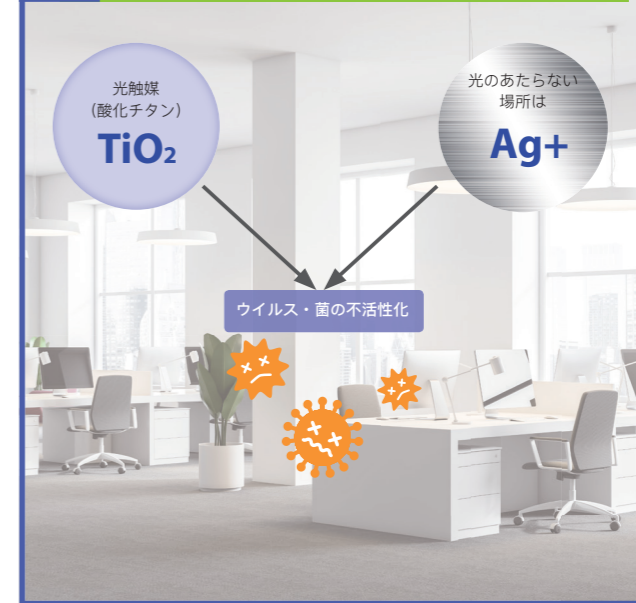 光触媒
(酸化チタン)
TiO2
光のあたらない
場所は
Ag+
ウイルス・菌の不活性化